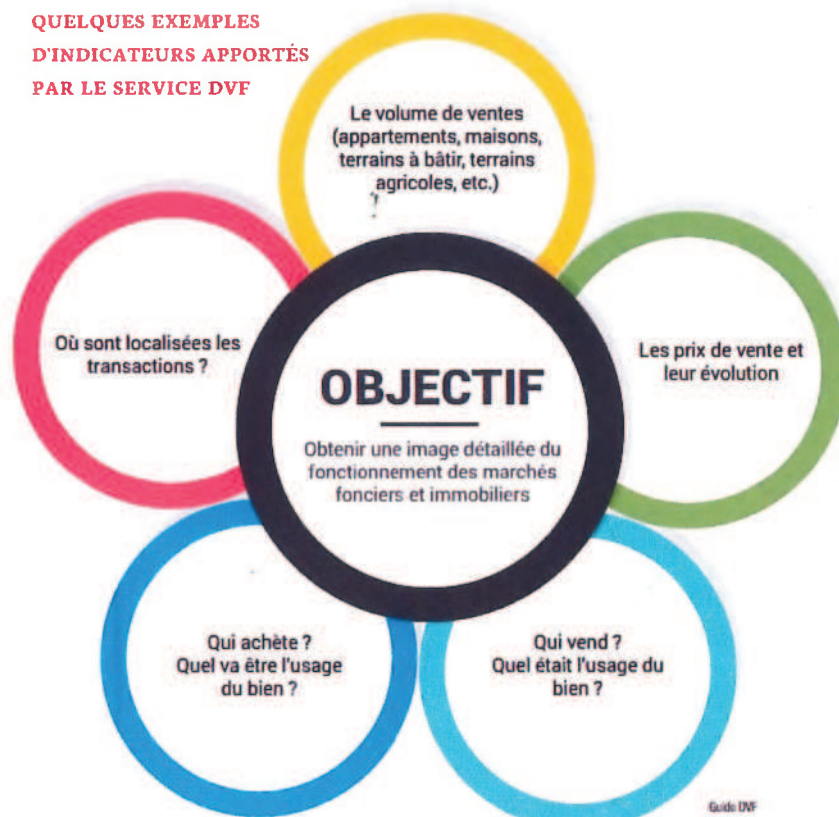 QUELQUES EXEMPLES
D'INDICATEURS APPORTÉS
PAR LE SERVICE DVF
Le volume de ventes
(appartements, maisons,
terrains à bâtir, terrains
agricoles, etc.)
Où sont localisées les
transactions ?
Les prix de vente et
leur évolution
OBJECTIF
Obtenir une image détaillée du
fonctionnement des marchés
fonciers et immobiliers
Qui achète ?
Quel va être l'usage
du bien ?
Qui vend ?
Quel était l'usage du
bien ?
Guide DVF